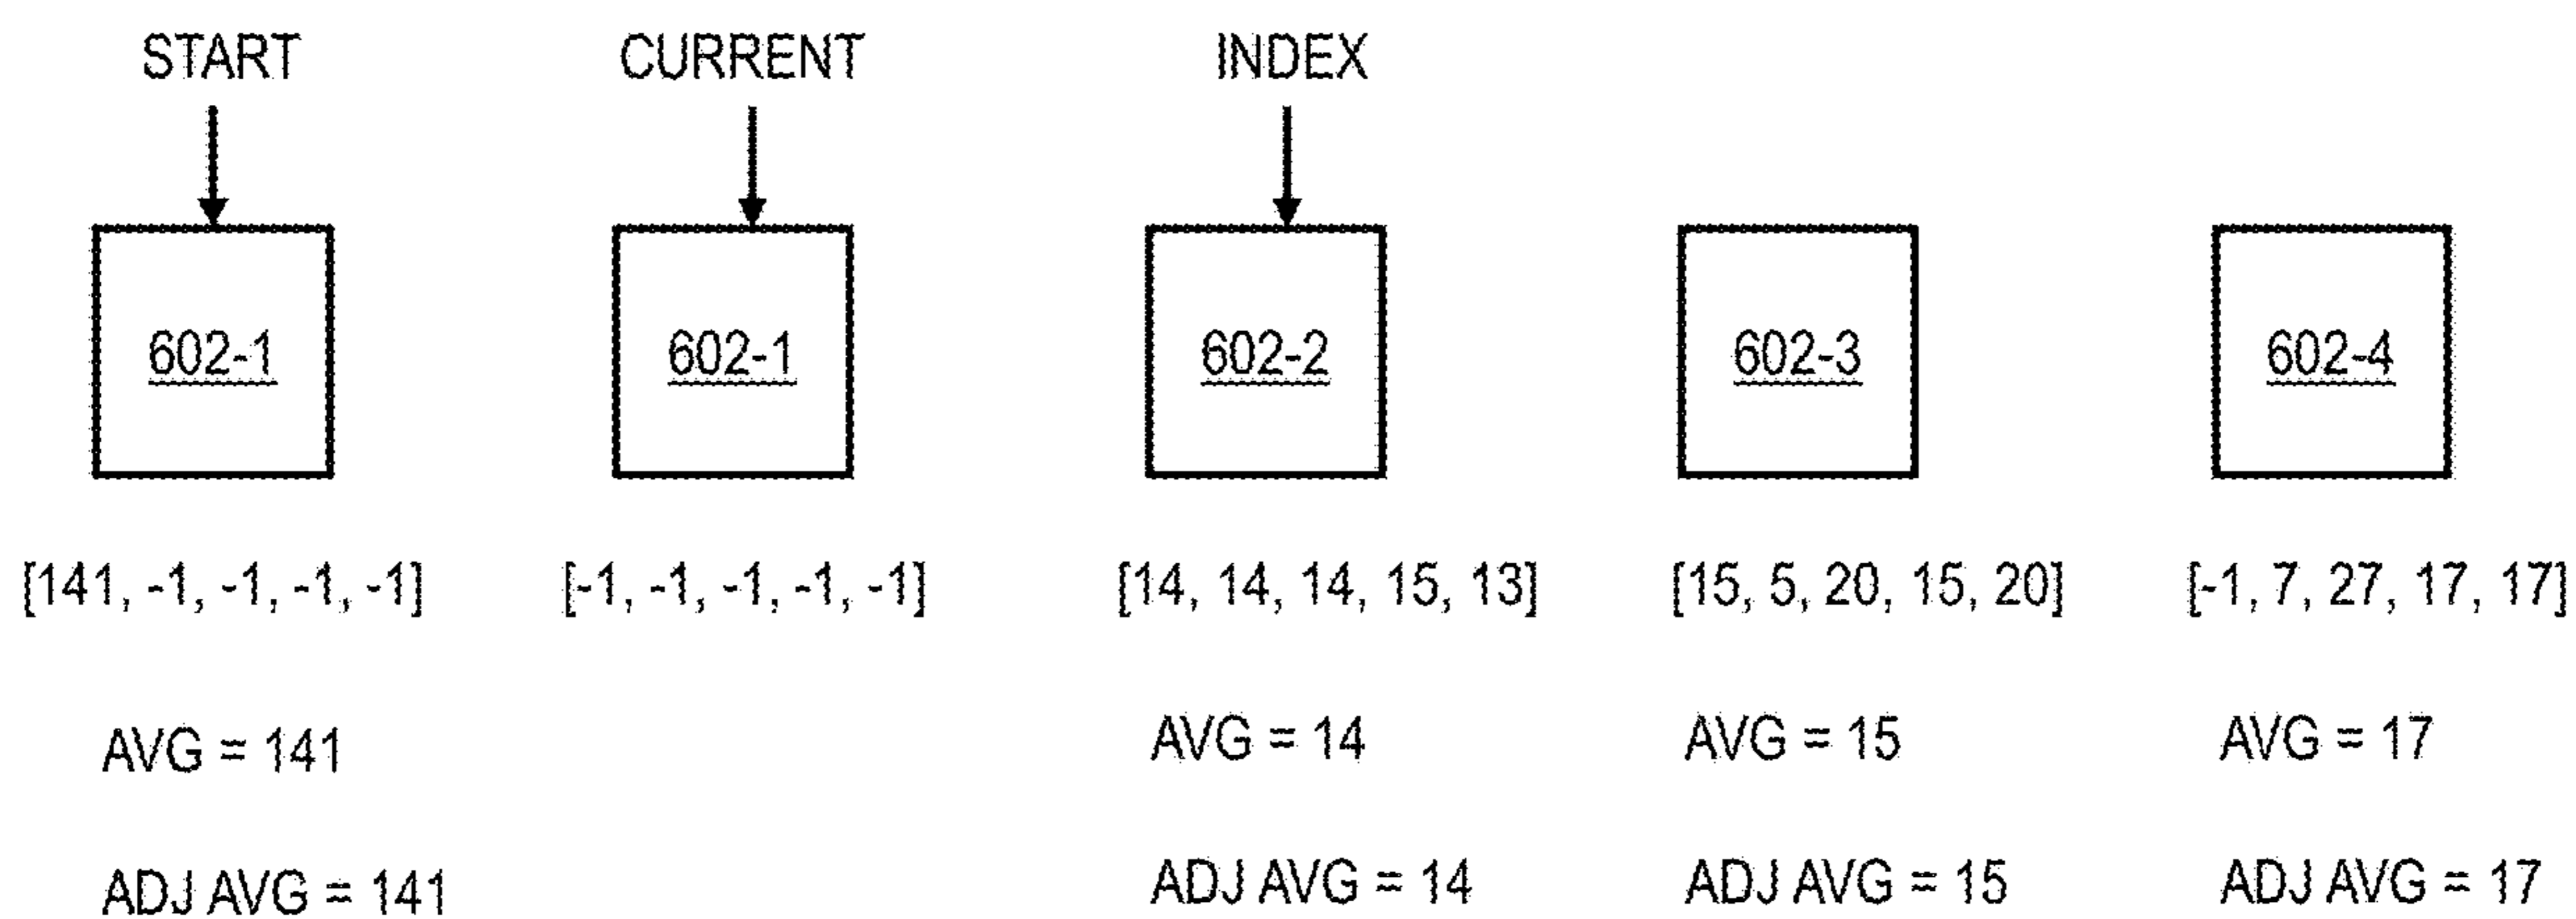 START CURRENT INDEX
602-1 602-1 602-2 602-3 602-4
[141, -1, -1, -1, -1] [-1, -1, -1, -1, -1] [14, 14, 14, 15, 13] [15, 5, 20, 15, 20] [-1, 7, 27, 17, 17]
AVG = 141 AVG = 14 AVG = 15 AVG = 17
ADJ AVG = 141 ADJ AVG = 14 ADJ AVG = 15 ADJ AVG = 17